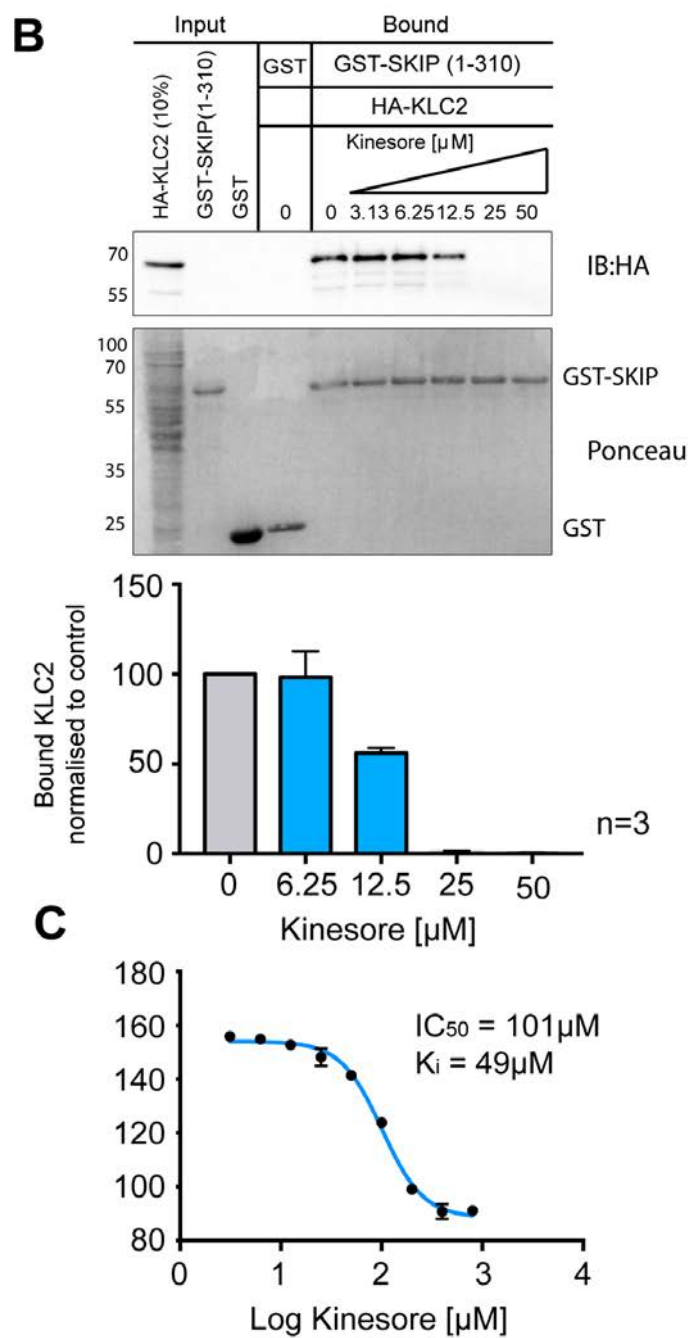 B
Input
Bound
HA-KLC2 (10%)
GST-SKIP(1-310)
GST
GST
GST-SKIP (1-310)
HA-KLC2
Kinesore [µM]
0
0 3.13 6.25 12.5 25 50
70
55
IB:HA
100
70
55
35
25
GST-SKIP
Ponceau
GST
Bound KLC2
normalised to control
150
100
50
0
n=3
0 6.25 12.5 25 50
Kinesore [µM]
C
180
160
140
120
100
80
IC50 = 101µM
Ki = 49µM
0 1 2 3 4
Log Kinesore [µM]